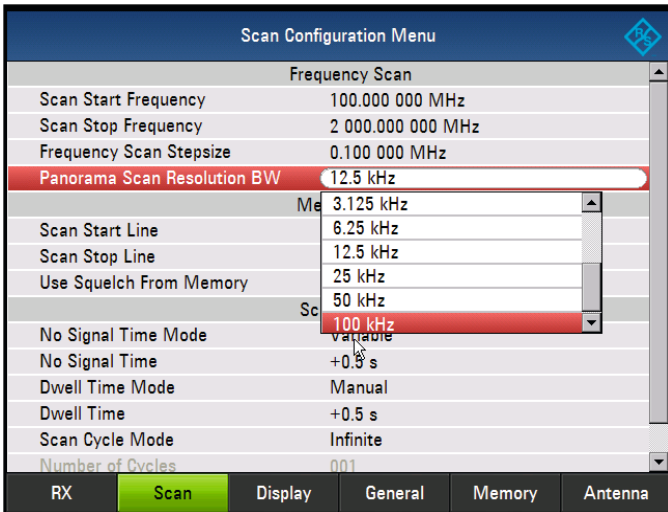 Scan Configuration Menu
Frequency Scan
Scan Start Frequency 100.000 000 MHz
Scan Stop Frequency 2 000.000 000 MHz
Frequency Scan Stepsize 0.100 000 MHz
Panorama Scan Resolution BW 12.5 kHz
Me 3.125 kHz
Scan Start Line 6.25 kHz
Scan Stop Line 12.5 kHz
Use Squelch From Memory 25 kHz
Sc 50 kHz
100 kHz
No Signal Time Mode Variable
No Signal Time +0.5 s
Dwell Time Mode Manual
Dwell Time +0.5 s
Scan Cycle Mode Infinite
Number of Cycles 001
RX Scan Display General Memory Antenna